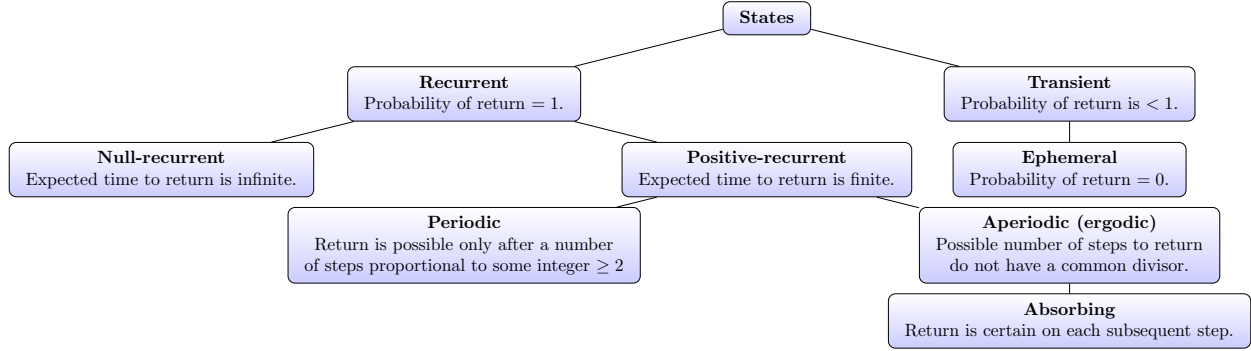 States
Recurrent
Probability of return = 1.
Transient
Probability of return is < 1.
Null-recurrent
Expected time to return is infinite.
Positive-recurrent
Expected time to return is finite.
Ephemeral
Probability of return = 0.
Periodic
Return is possible only after a number
of steps proportional to some integer ≥ 2
Aperiodic (ergodic)
Possible number of steps to return
do not have a common divisor.
Absorbing
Return is certain on each subsequent step.